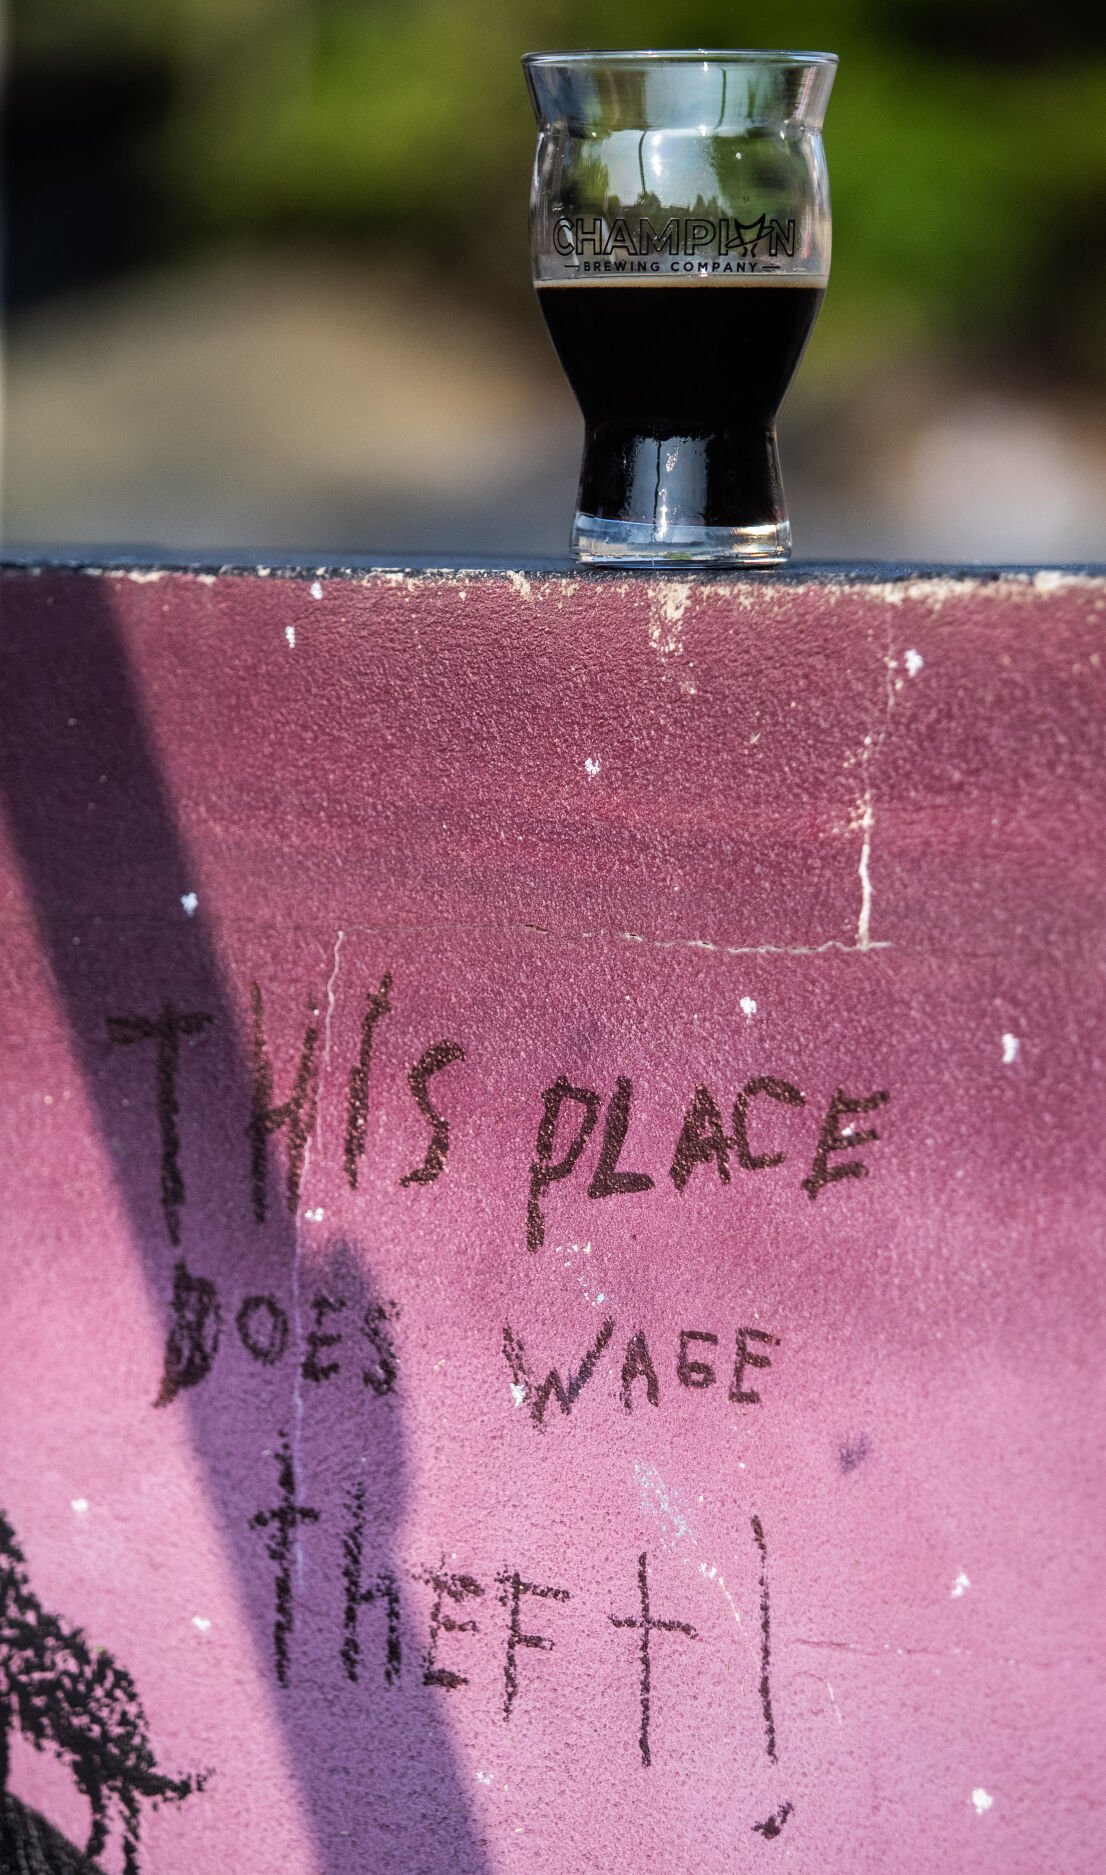 CHAMPION
BREWING COMPANY
THIS PLACE
DOES WAGE
tHEFt!